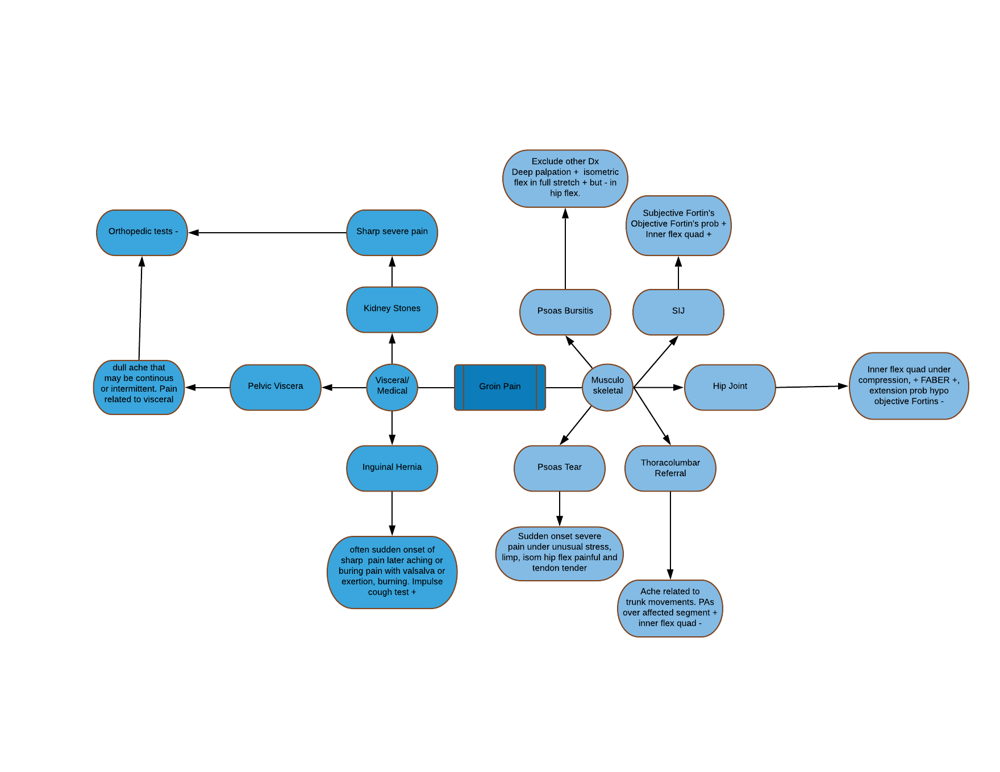 Exclude other Dx
Deep palpation +  isometric
flex in full stretch + but - in
hip flex.
Subjective Fortin's
Objective Fortin's prob +
Inner flex quad +
Orthopedic tests -
Sharp severe pain
Kidney Stones
Psoas Bursitis
SIJ
dull ache that
may be continous
or intermittent. Pain
related to visceral
Pelvic Viscera
Visceral/
Medical
Groin Pain
Musculo
skeletal
Hip Joint
Inner flex quad under
compression, + FABER +,
extension prob hypo
objective Fortins -
Inguinal Hernia
Psoas Tear
Thoracolumbar
Referral
often sudden onset of
sharp  pain later aching or
buring pain with valsalva or
exertion, burning. Impulse
cough test +
Sudden onset severe
pain under unusual stress,
limp, isom hip flex painful and
tendon tender
Ache related to
trunk movements. PAs
over affected segment +
inner flex quad -